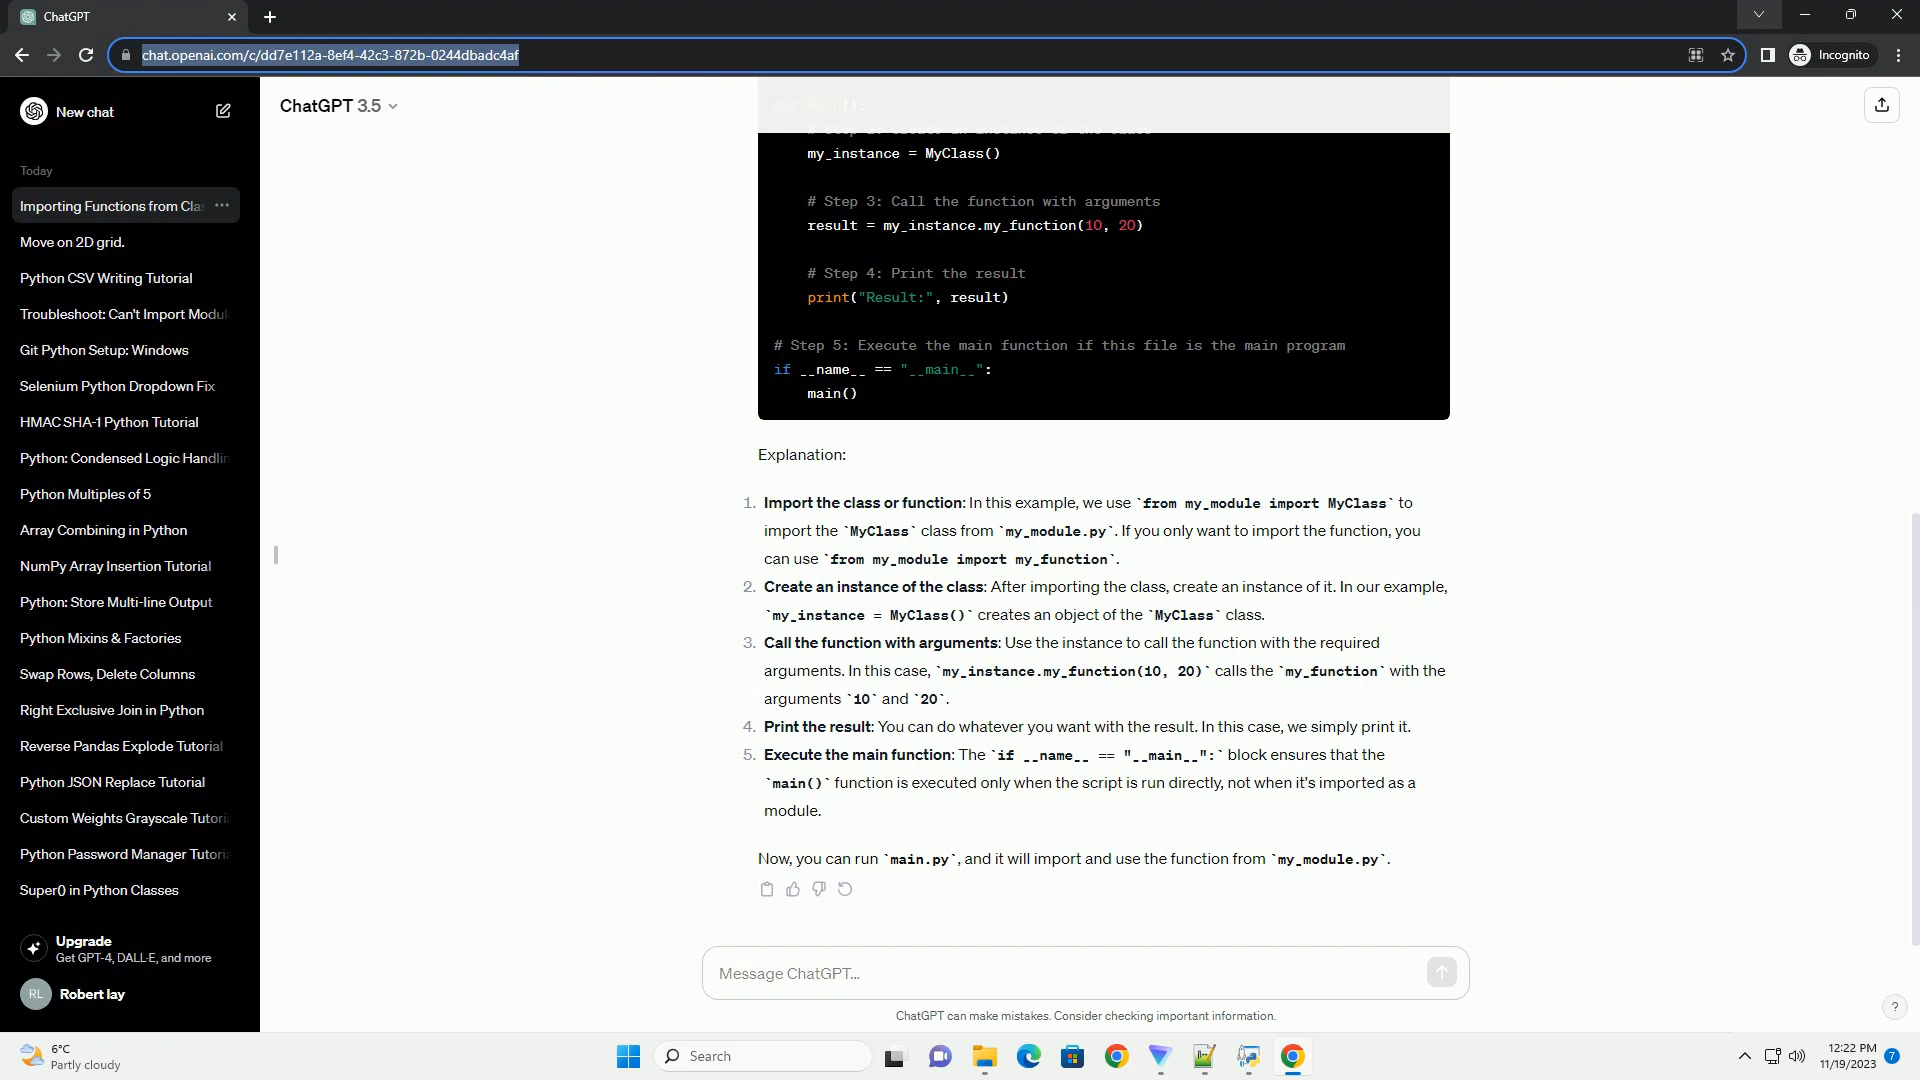 ChatGPT
chat.openai.com/c/dd7e112a-8ef4-42c3-872b-0244dbadc4af
Incognito
New chat
Today
Importing Functions from Cla
Move on 2D grid.
Python CSV Writing Tutorial
Troubleshoot: Can't Import Modul
Git Python Setup: Windows
Selenium Python Dropdown Fix
HMAC SHA-1 Python Tutorial
Python: Condensed Logic Handlin
Python Multiples of 5
Array Combining in Python
NumPy Array Insertion Tutorial
Python: Store Multi-line Output
Python Mixins & Factories
Swap Rows, Delete Columns
Right Exclusive Join in Python
Reverse Pandas Explode Tutorial
Python JSON Replace Tutorial
Custom Weights Grayscale Tutoria
Python Password Manager Tutoria
Super() in Python Classes
Upgrade
Get GPT-4, DALL·E, and more
RL
Robert lay
ChatGPT 3.5
my_instance = MyClass()
# Step 3: Call the function with arguments
result = my_instance.my_function(10, 20)
# Step 4: Print the result
print("Result:", result)
# Step 5: Execute the main function if this file is the main program
if __name__ == "__main__":
main()
Explanation:
1. Import the class or function: In this example, we use `from my_module import MyClass` to
import the `MyClass` class from `my_module.py`. If you only want to import the function, you
can use `from my_module import my_function`.
2. Create an instance of the class: After importing the class, create an instance of it. In our example,
`my_instance = MyClass()` creates an object of the `MyClass` class.
3. Call the function with arguments: Use the instance to call the function with the required
arguments. In this case, `my_instance.my_function(10, 20)` calls the `my_function` with the
arguments `10` and `20`.
4. Print the result: You can do whatever you want with the result. In this case, we simply print it.
5. Execute the main function: The `if __name__ == "__main__":` block ensures that the
`main()` function is executed only when the script is run directly, not when it's imported as a
module.
Now, you can run `main.py`, and it will import and use the function from `my_module.py`.
Message ChatGPT...
ChatGPT can make mistakes. Consider checking important information.
?
6°C
Partly cloudy
Search
12:22 PM
11/19/2023
7